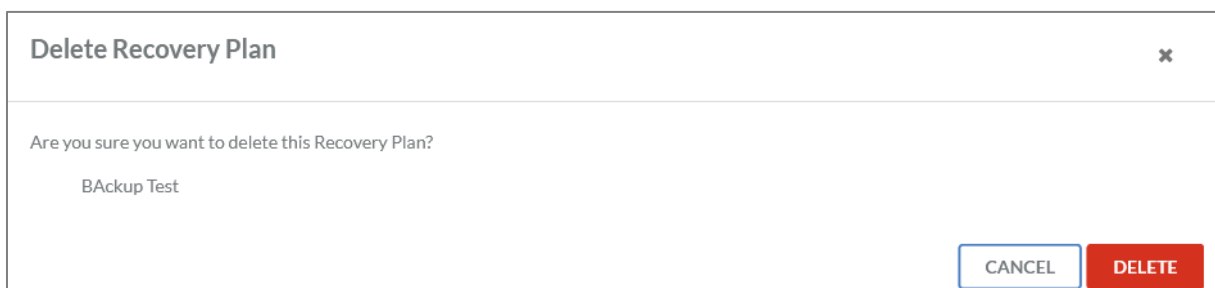 Delete Recovery Plan
Are you sure you want to delete this Recovery Plan?
BAckup Test
CANCEL DELETE